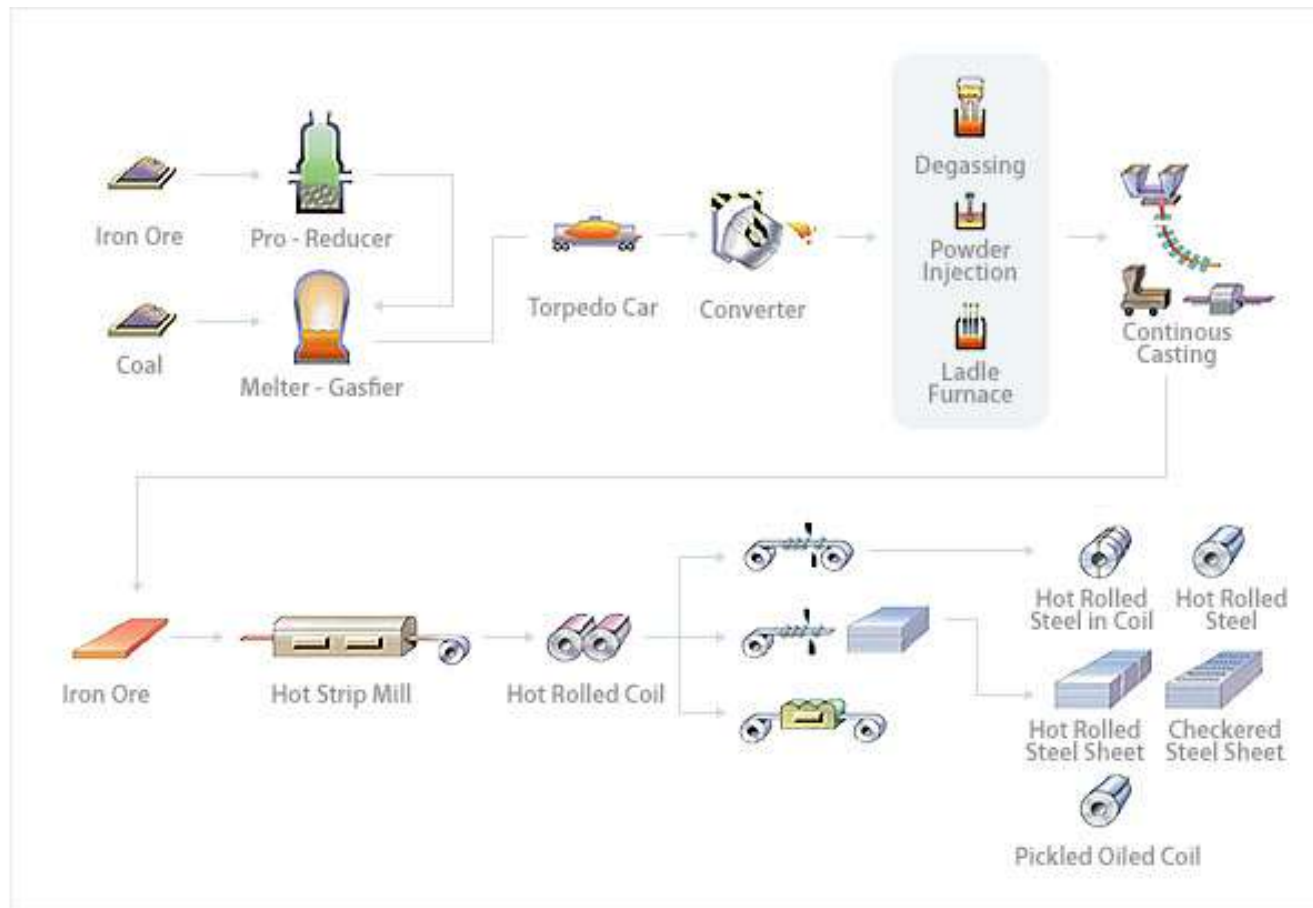 Iron Ore
Pro - Reducer
Coal
Melter - Gasfier
Torpedo Car
Converter
Degassing
Powder
Injection
Ladle
Furnace
Continous
Casting
Iron Ore
Hot Strip Mill
Hot Rolled Coil
Hot Rolled
Steel in Coil
Hot Rolled
Steel
Hot Rolled
Steel Sheet
Checkered
Steel Sheet
Pickled Oiled Coil